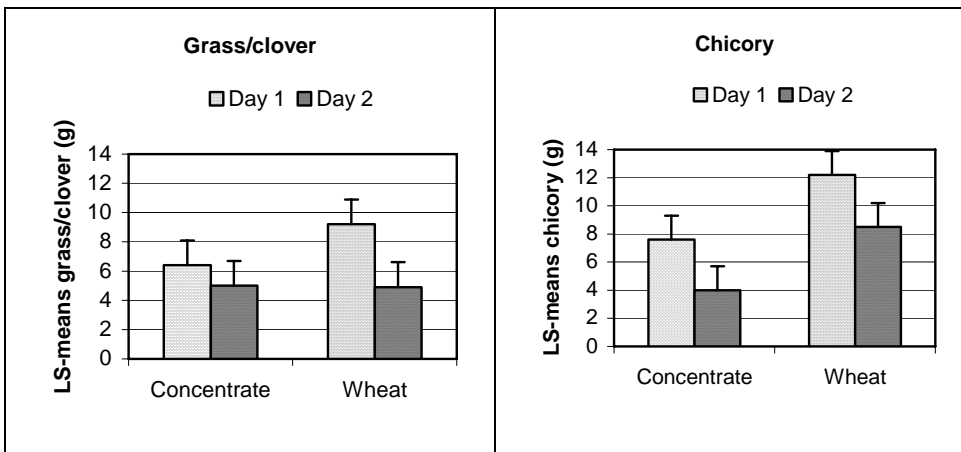 Grass/clover
Day 1 Day 2
LS-means grass/clover (g)
14
12
10
8
6
4
2
0
Concentrate Wheat
Chicory
Day 1 Day 2
LS-means chicory (g)
14
12
10
8
6
4
2
0
Concentrate Wheat